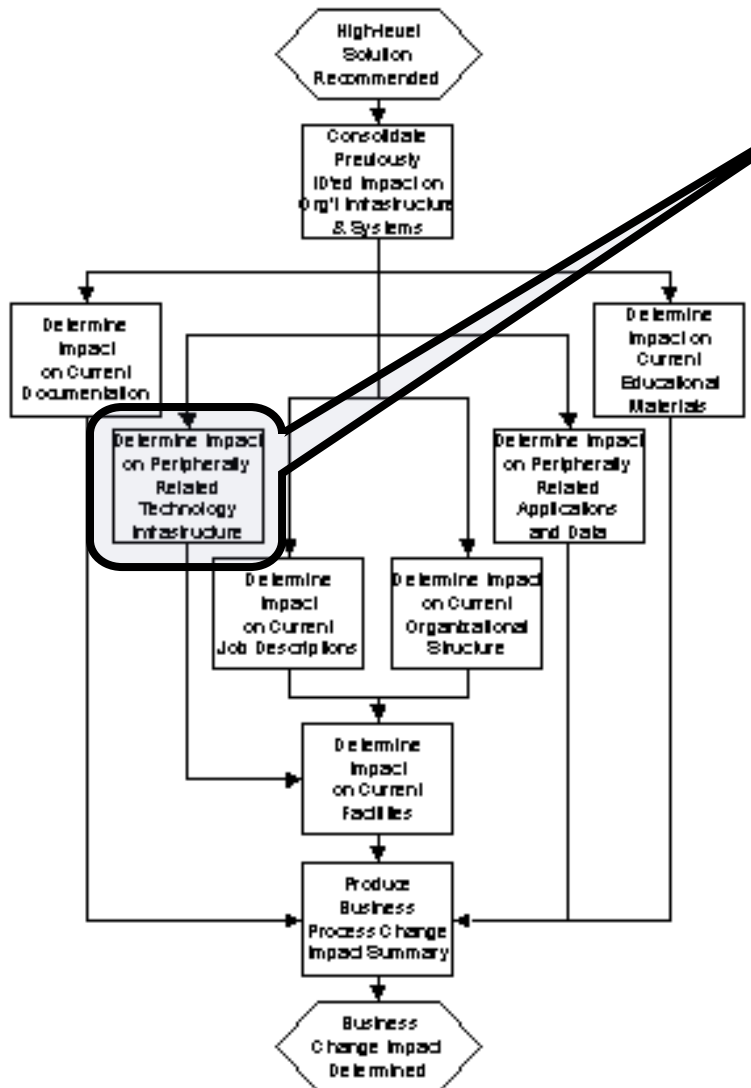 High-level
Solution
Recommended
Consolidate
Previously
ID'ed Impact on
Org'l Infrastructure
& Systems
Determine
Impact
on Current
Documentation
Determine
Impact on
Current
Educational
Materials
Determine Impact
on Peripherally
Related
Technology
Infrastructure
Determine Impact
on Peripherally
Related
Applications
and Data
Determine
Impact
on Current
Job Descriptions
Determine Impact
on Current
Organizational
Structure
Determine
Impact
on Current
Facilities
Produce
Business
Process Change
Impact Summary
Business
Change Impact
Determined